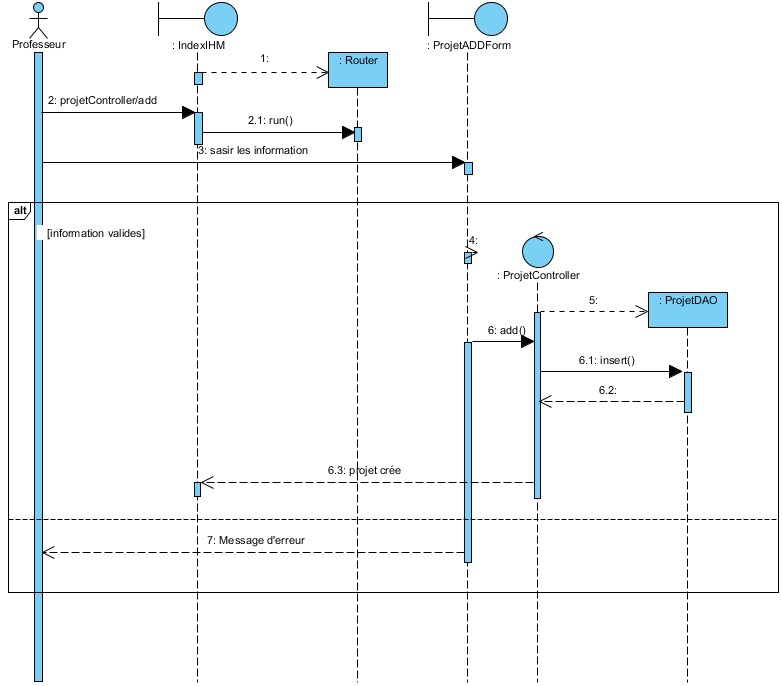 Professeur
: IndexIHM
: ProjetADDForm
1:
: Router
2: projetController/add
2.1: run()
3: sasir les information
alt
[information valides]
4:
: ProjetController
5:
: ProjetDAO
6: add()
6.1: insert()
6.2:
6.3: projet crée
7: Message d'erreur